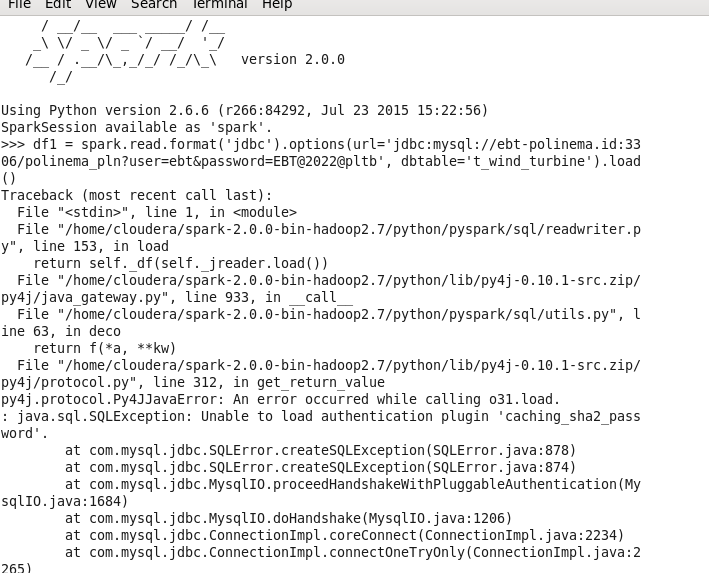 File Edit View Search Terminal Help
      / __/__  ___ _____/ /__
    _\ \/ _ \/ _ `/ __/  '_/
   /__ / .__/\_,_/_/ /_/\_\   version 2.0.0
      /_/
Using Python version 2.6.6 (r266:84292, Jul 23 2015 15:22:56)
SparkSession available as 'spark'.
>>> df1 = spark.read.format('jdbc').options(url='jdbc:mysql://ebt-polinema.id:33
06/polinema_pln?user=ebt&password=EBT@2022@pltb', dbtable='t_wind_turbine').load
()
Traceback (most recent call last):
  File "<stdin>", line 1, in <module>
  File "/home/cloudera/spark-2.0.0-bin-hadoop2.7/python/pyspark/sql/readwriter.p
y", line 153, in load
    return self._df(self._jreader.load())
  File "/home/cloudera/spark-2.0.0-bin-hadoop2.7/python/lib/py4j-0.10.1-src.zip/
py4j/java_gateway.py", line 933, in __call__
  File "/home/cloudera/spark-2.0.0-bin-hadoop2.7/python/pyspark/sql/utils.py", l
ine 63, in deco
    return f(*a, **kw)
  File "/home/cloudera/spark-2.0.0-bin-hadoop2.7/python/lib/py4j-0.10.1-src.zip/
py4j/protocol.py", line 312, in get_return_value
py4j.protocol.Py4JJavaError: An error occurred while calling o31.load.
: java.sql.SQLException: Unable to load authentication plugin 'caching_sha2_pass
word'.
        at com.mysql.jdbc.SQLError.createSQLException(SQLError.java:878)
        at com.mysql.jdbc.SQLError.createSQLException(SQLError.java:874)
        at com.mysql.jdbc.MysqlIO.proceedHandshakeWithPluggableAuthentication(My
sqlIO.java:1684)
        at com.mysql.jdbc.MysqlIO.doHandshake(MysqlIO.java:1206)
        at com.mysql.jdbc.ConnectionImpl.coreConnect(ConnectionImpl.java:2234)
        at com.mysql.jdbc.ConnectionImpl.connectOneTryOnly(ConnectionImpl.java:2
265)